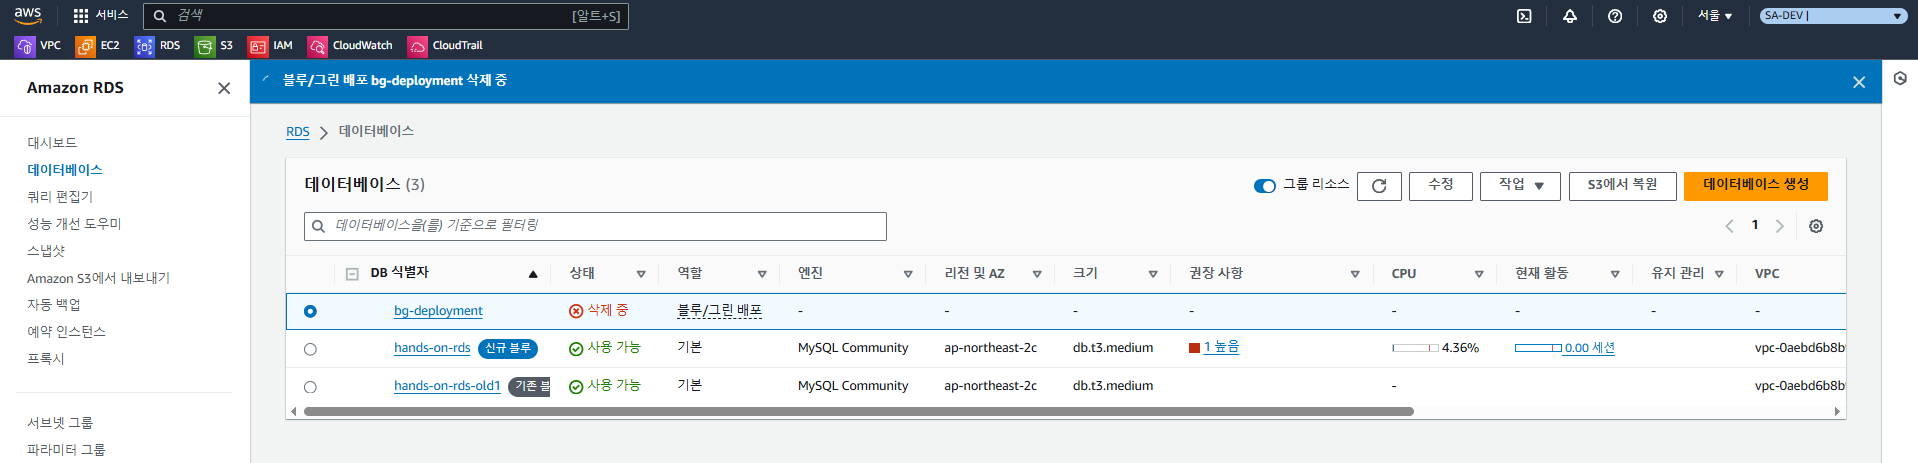 aws 서비스 검색 [알트+S] 서울 SA-DEV |
VPC EC2 RDS S3 IAM CloudWatch CloudTrail
Amazon RDS
대시보드
데이터베이스
쿼리 편집기
성능 개선 도우미
스냅샷
Amazon S3에서 내보내기
자동 백업
예약 인스턴스
프록시
서브넷 그룹
파라미터 그룹
블루/그린 배포 bg-deployment 삭제 중
RDS 데이터베이스
데이터베이스 (3) 그룹 리소스 수정 작업 S3에서 복원 데이터베이스 생성
데이터베이스을(를) 기준으로 필터링 1
DB 식별자 상태 역할 엔진 리전 및 AZ 크기 권장 사항 CPU 현재 활동 유지 관리 VPC
bg-deployment 삭제 중 블루/그린 배포 - - - - - - - -
hands-on-rds 신규 블루 사용 가능 기본 MySQL Community ap-northeast-2c db.t3.medium 1 높음 4.36% 0.00 세션 vpc-0aebd6b8b
hands-on-rds-old1 기존 블 사용 가능 기본 MySQL Community ap-northeast-2c db.t3.medium - vpc-0aebd6b8b